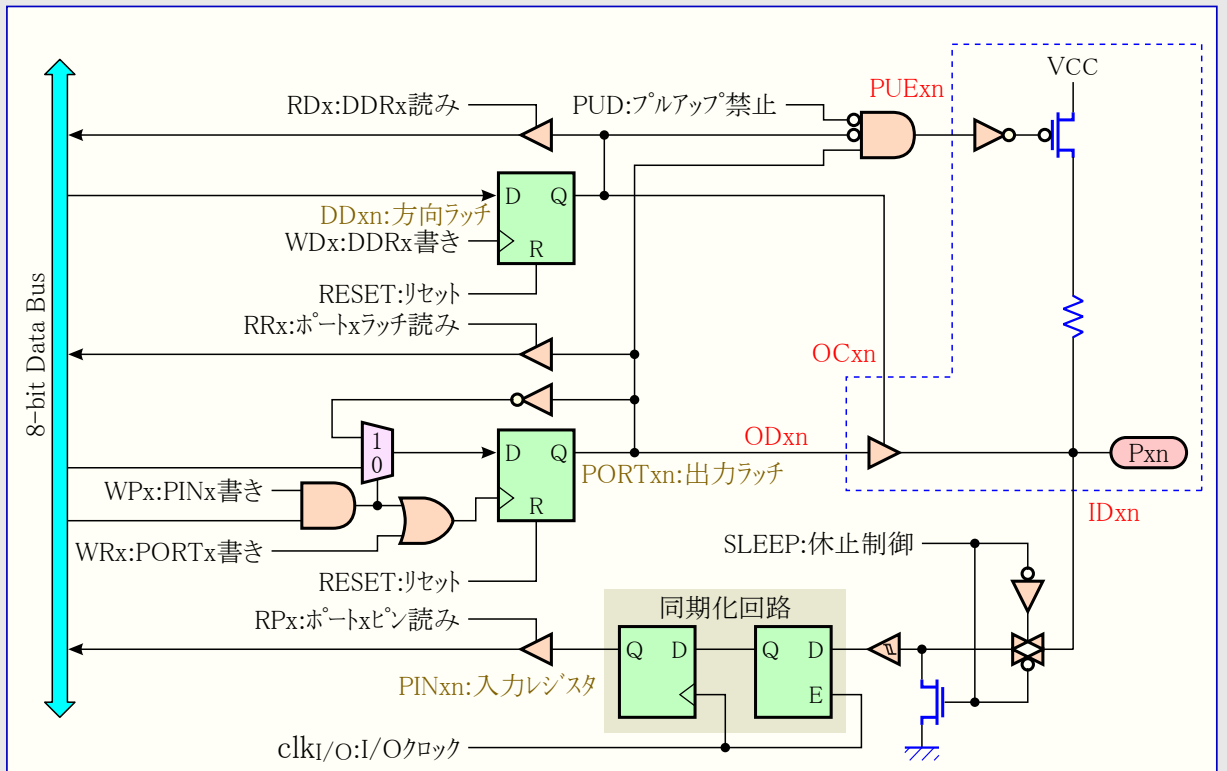 VCC
PUExn
RDx:DDRx読み
PUD:プルアップ禁止
D Q
DDxn:方向ラッチ
WDx:DDRx書き
R
RESET:リセット
RRx:ポートxラッチ読み
OCxn
8-bit Data Bus
1
0
D Q
ODxn
Pxn
PORTxn:出力ラッチ
WPx:PINx書き
R
IDxn
WRx:PORTx書き
SLEEP:休止制御
RESET:リセット
同期化回路
RPx:ポートxピン読み
Q D
Q D
PINxn:入力レジスタ
E
clkI/O:I/Oクロック